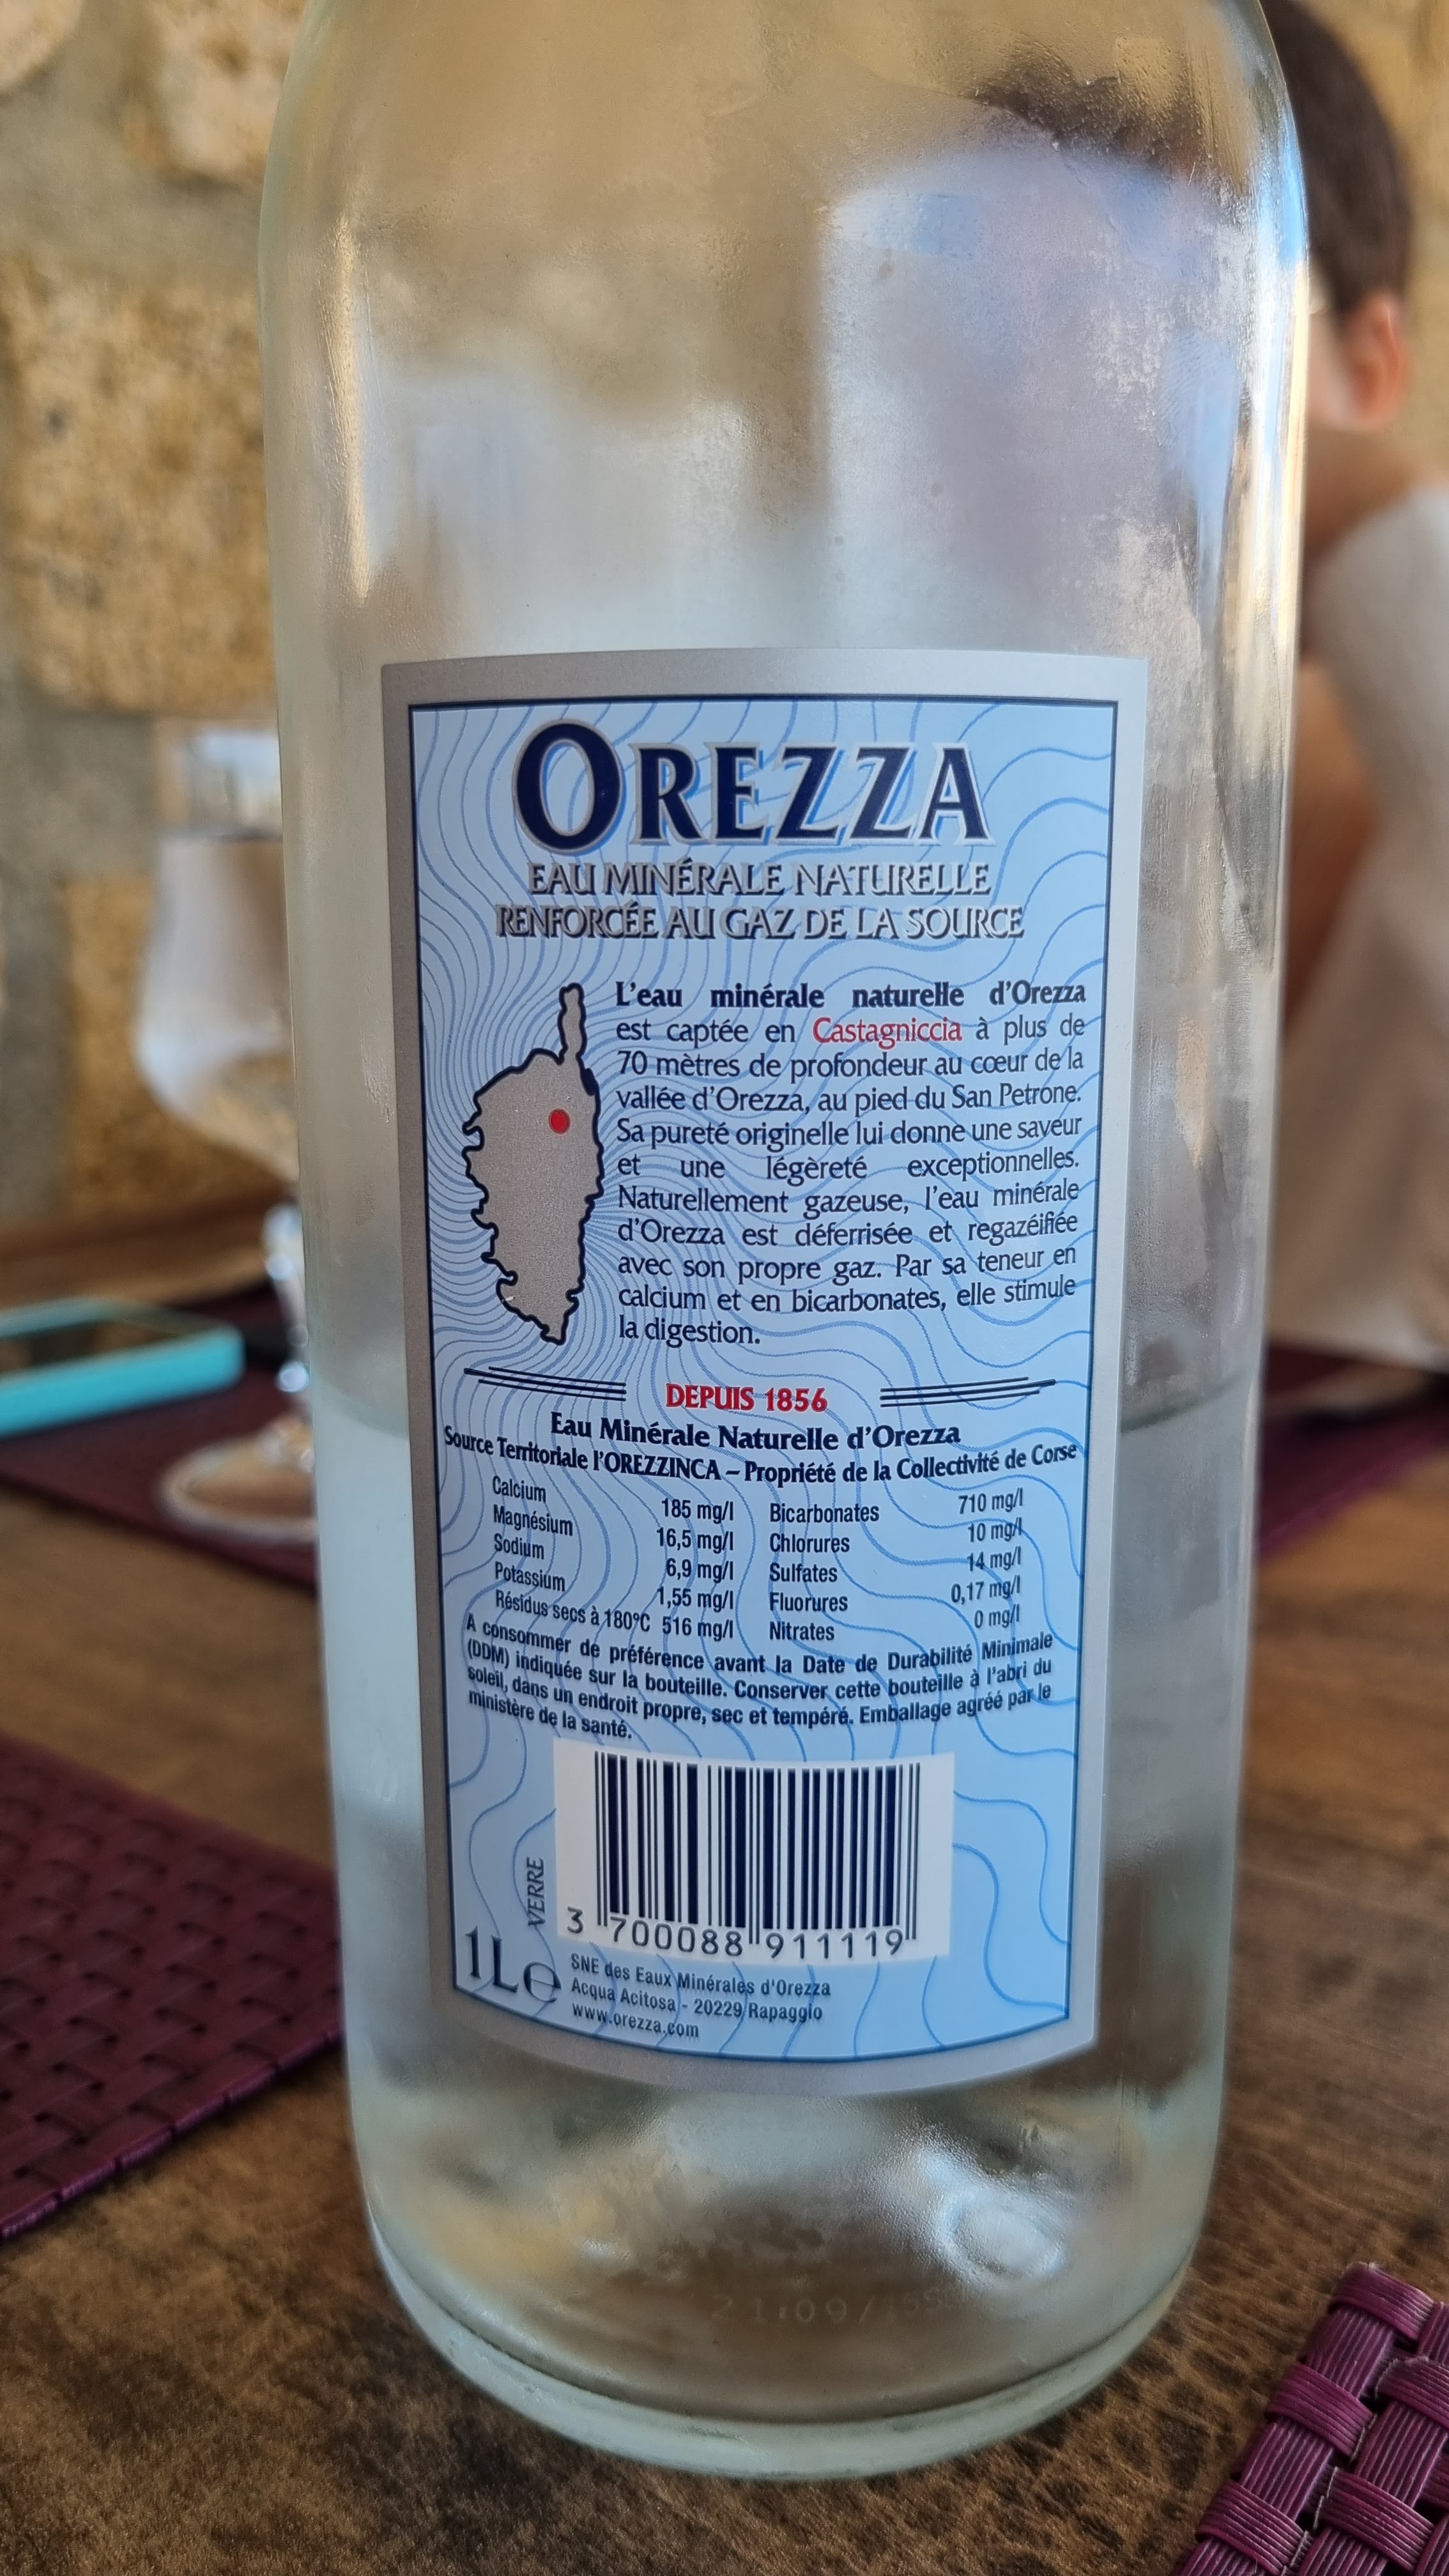 OREZZA
EAU MINÉRALE NATURELLE
RENFORCÉE AU GAZ DE LA SOURCE
L'eau minérale naturelle d'Orezza
est captée en Castagniccia à plus de
70 mètres de profondeur au cœur de la
vallée d'Orezza, au pied du San Petrone.
Sa pureté originelle lui donne une saveur
et une légèreté exceptionnelles.
Naturellement gazeuse, l'eau minérale
d'Orezza est déferrisée et regazéifiée
avec son propre gaz. Par sa teneur en
calcium et en bicarbonates, elle stimule
la digestion.
DEPUIS 1856
Eau Minérale Naturelle d'Orezza
Source Territoriale l'OREZZINCA – Propriété de la Collectivité de Corse
Calcium 185 mg/l Bicarbonates 710 mg/l
Magnésium 16,5 mg/l Chlorures 10 mg/l
Sodium 6,9 mg/l Sulfates 14 mg/l
Potassium 1,55 mg/l Fluorures 0,17 mg/l
Résidus secs à 180°C 516 mg/l Nitrates 0 mg/l
A consommer de préférence avant la Date de Durabilité Minimale
(DDM) indiquée sur la bouteille. Conserver cette bouteille à l'abri du
soleil, dans un endroit propre, sec et tempéré. Emballage agréé par le
ministère de la santé.
VERRE
3 700088 911119
1L℮
SNE des Eaux Minérales d'Orezza
Acqua Acitosa - 20229 Rapaggio
www.orezza.com